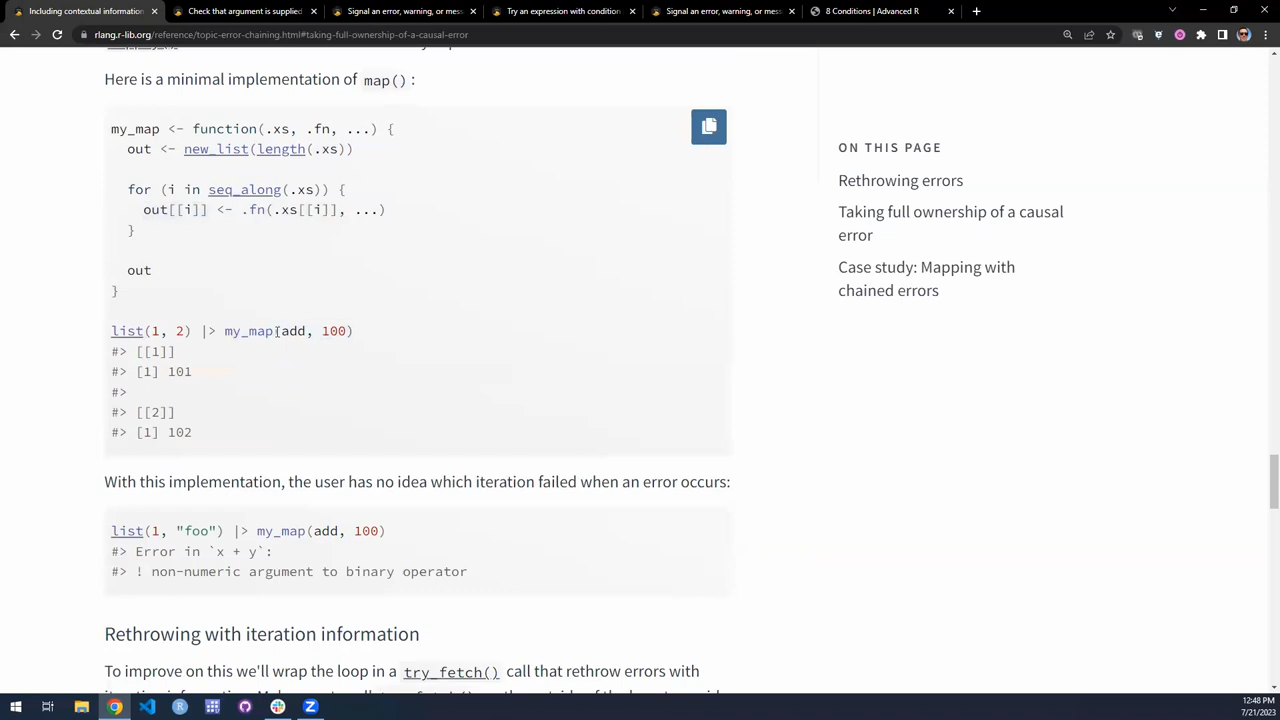 Including contextual informatio
Check that argument is supplied
Signal an error, warning, or mess
Try an expression with condition
Signal an error, warning, or mess
8 Conditions | Advanced R
rlang.r-lib.org/reference/topic-error-chaining.html#taking-full-ownership-of-a-causal-error
Here is a minimal implementation of map() :
my_map <- function(.xs, .fn, ...) {
out <- new_list(length(.xs))
for (i in seq_along(.xs)) {
out[[i]] <- .fn(.xs[[i]], ...)
}
out
}
list(1, 2) |> my_map(add, 100)
#> [[1]]
#> [1] 101
#>
#> [[2]]
#> [1] 102
With this implementation, the user has no idea which iteration failed when an error occurs:
list(1, "foo") |> my_map(add, 100)
#> Error in `x + y`:
#> ! non-numeric argument to binary operator
Rethrowing with iteration information
To improve on this we'll wrap the loop in a try_fetch() call that rethrow errors with
ON THIS PAGE
Rethrowing errors
Taking full ownership of a causal
error
Case study: Mapping with
chained errors
12:48 PM
7/21/2023